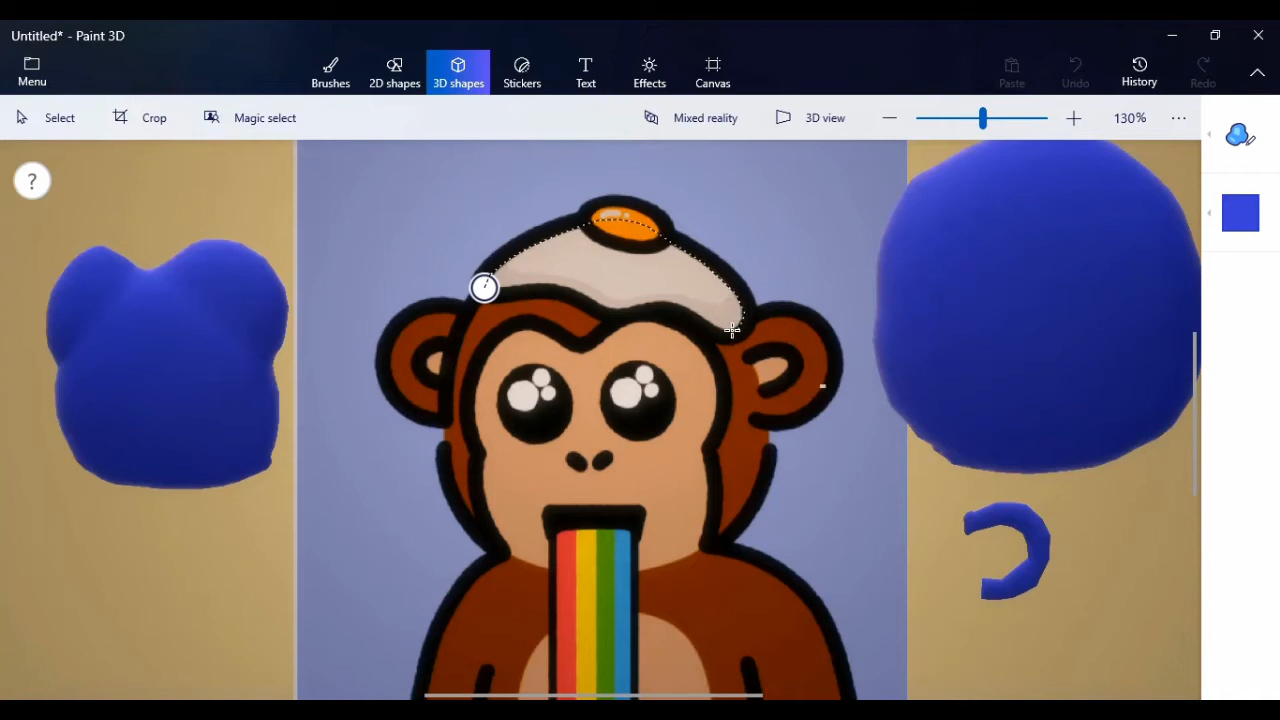 Untitled* - Paint 3D
Menu
Brushes
2D shapes
3D shapes
Stickers
Text
Effects
Canvas
Paste
Undo
History
Redo
Select
Crop
Magic select
Mixed reality
3D view
130%
?